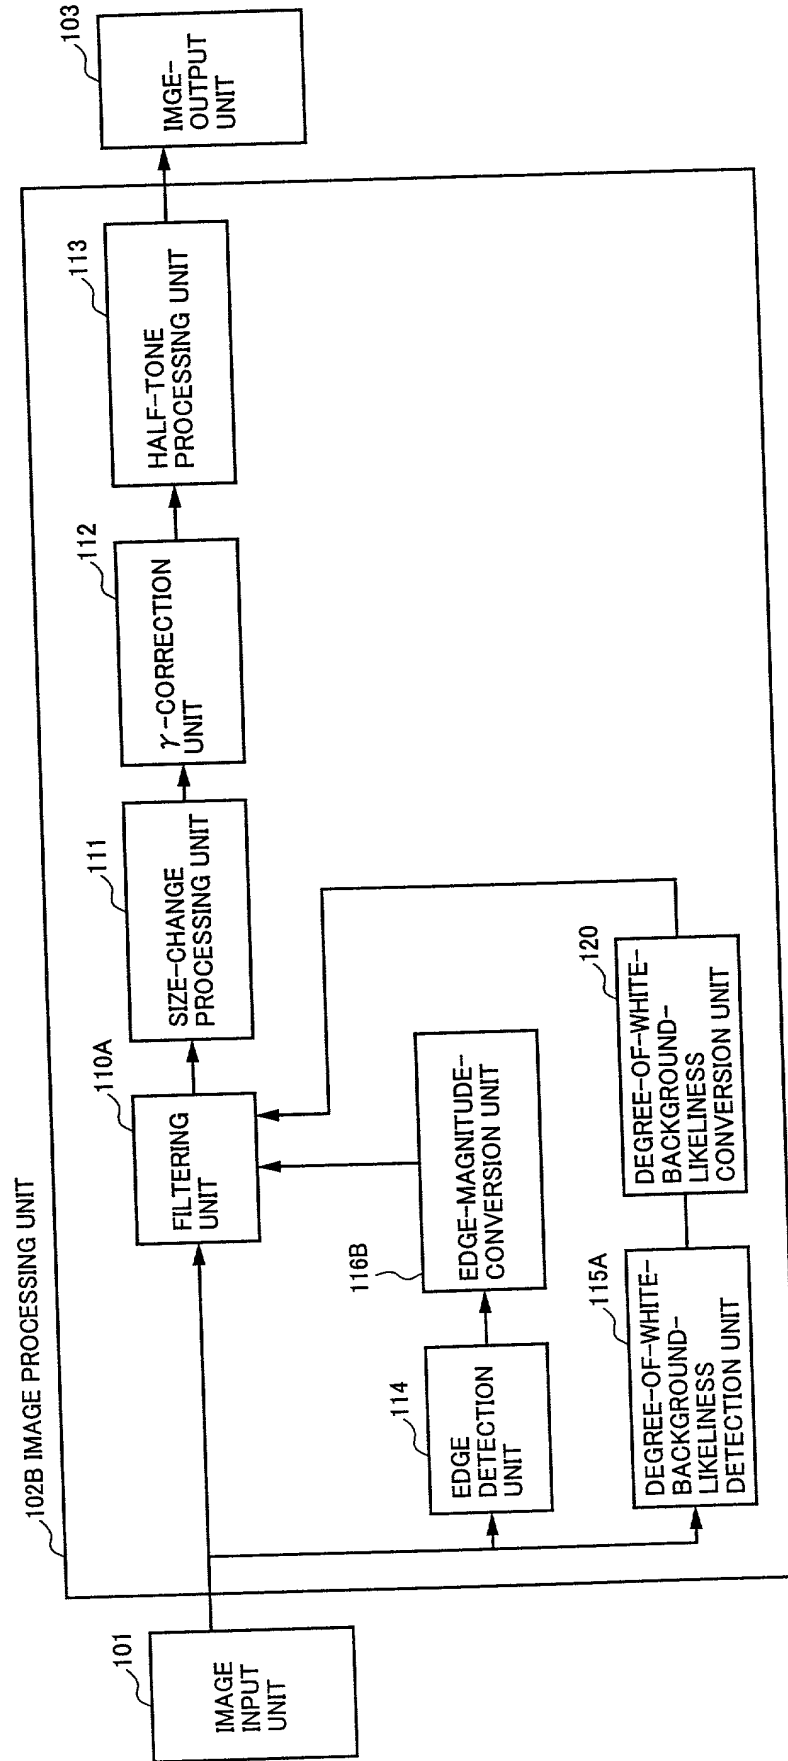 102B IMAGE PROCESSING UNIT
101
IMAGE
INPUT
UNIT
110A
FILTERING
UNIT
111
SIZE-CHANGE
PROCESSING UNIT
112
γ-CORRECTION
UNIT
113
HALF-TONE
PROCESSING UNIT
103
IMGE-
OUTPUT
UNIT
114
EDGE
DETECTION
UNIT
116B
EDGE-MAGNITUDE-
CONVERSION UNIT
115A
DEGREE-OF-WHITE-
BACKGROUND-
LIKELINESS
DETECTION UNIT
120
DEGREE-OF-WHITE-
BACKGROUND-
LIKELINESS
CONVERSION UNIT